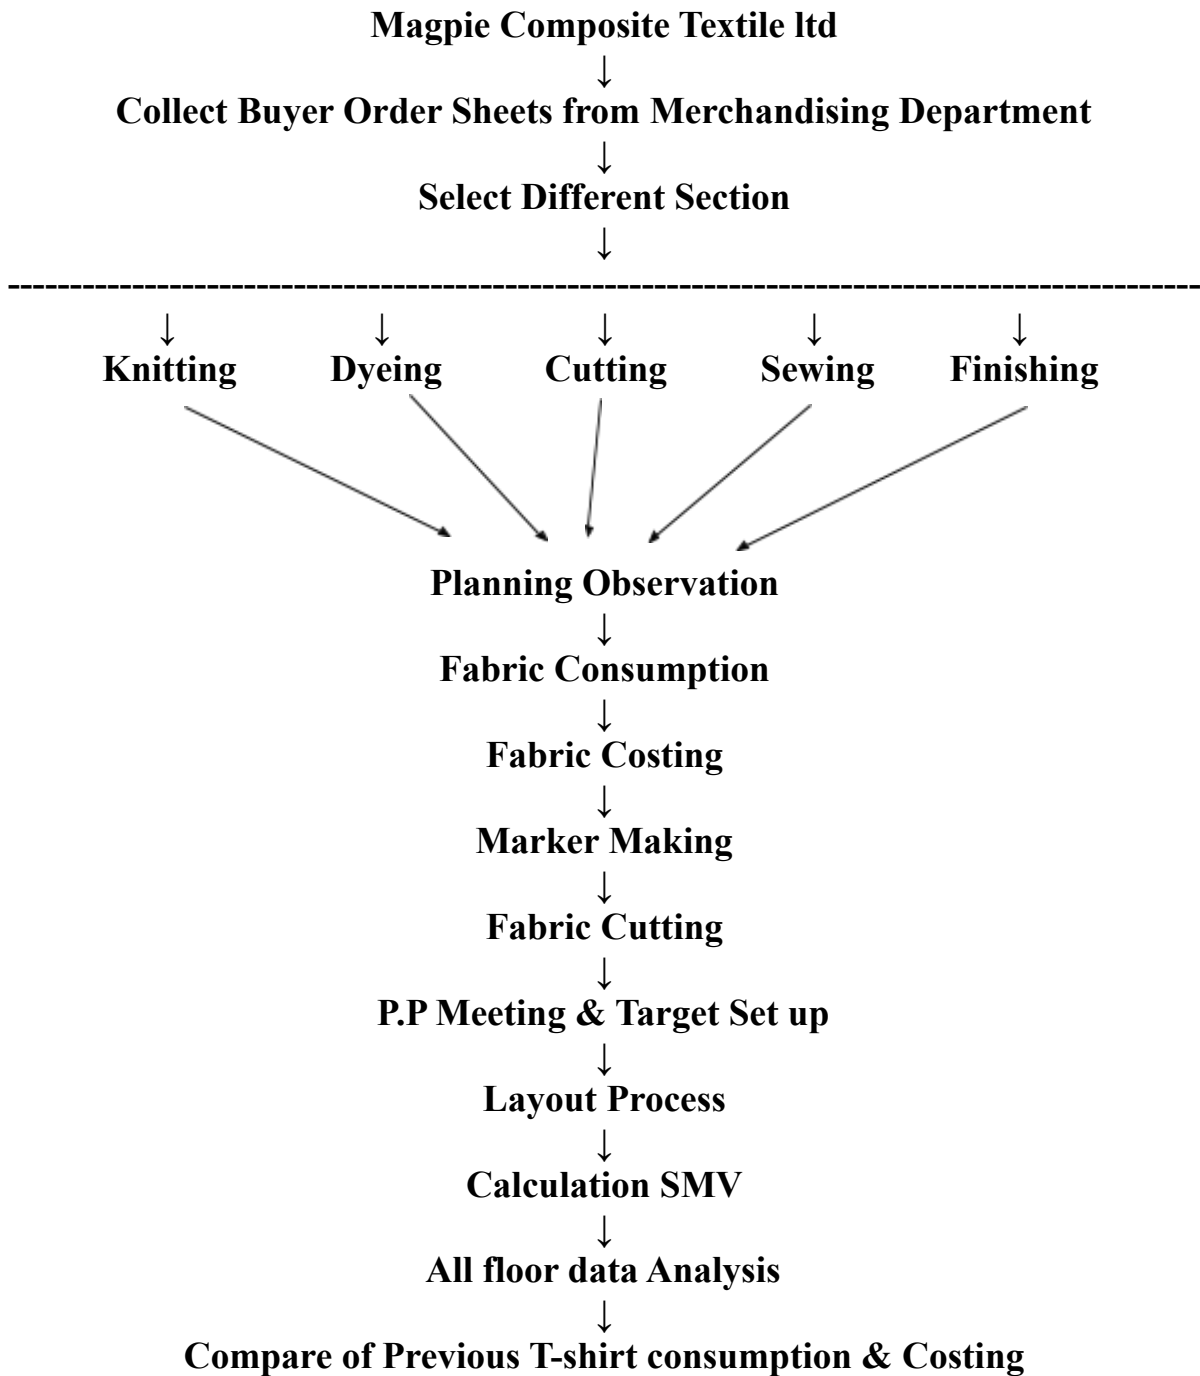 Magpie Composite Textile ltd
↓
Collect Buyer Order Sheets from Merchandising Department
↓
Select Different Section
↓
-----------------------------------------------------------------------------------------------
↓ ↓ ↓ ↓ ↓
Knitting Dyeing Cutting Sewing Finishing
Planning Observation
↓
Fabric Consumption
↓
Fabric Costing
↓
Marker Making
↓
Fabric Cutting
↓
P.P Meeting & Target Set up
↓
Layout Process
↓
Calculation SMV
↓
All floor data Analysis
↓
Compare of Previous T-shirt consumption & Costing